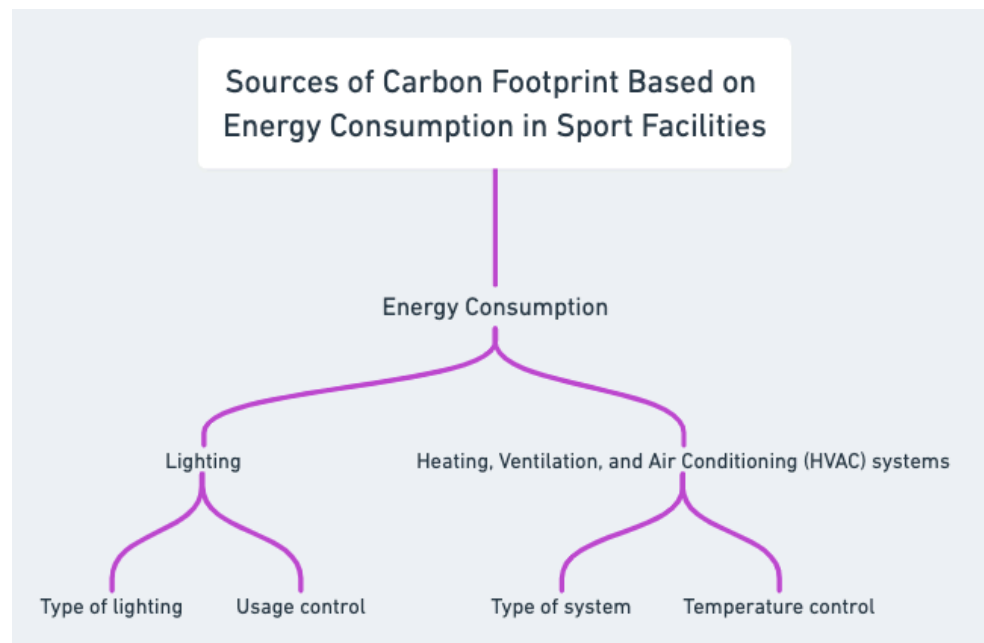 Sources of Carbon Footprint Based on
Energy Consumption in Sport Facilities
Energy Consumption
Lighting
Heating, Ventilation, and Air Conditioning (HVAC) systems
Type of lighting
Usage control
Type of system
Temperature control